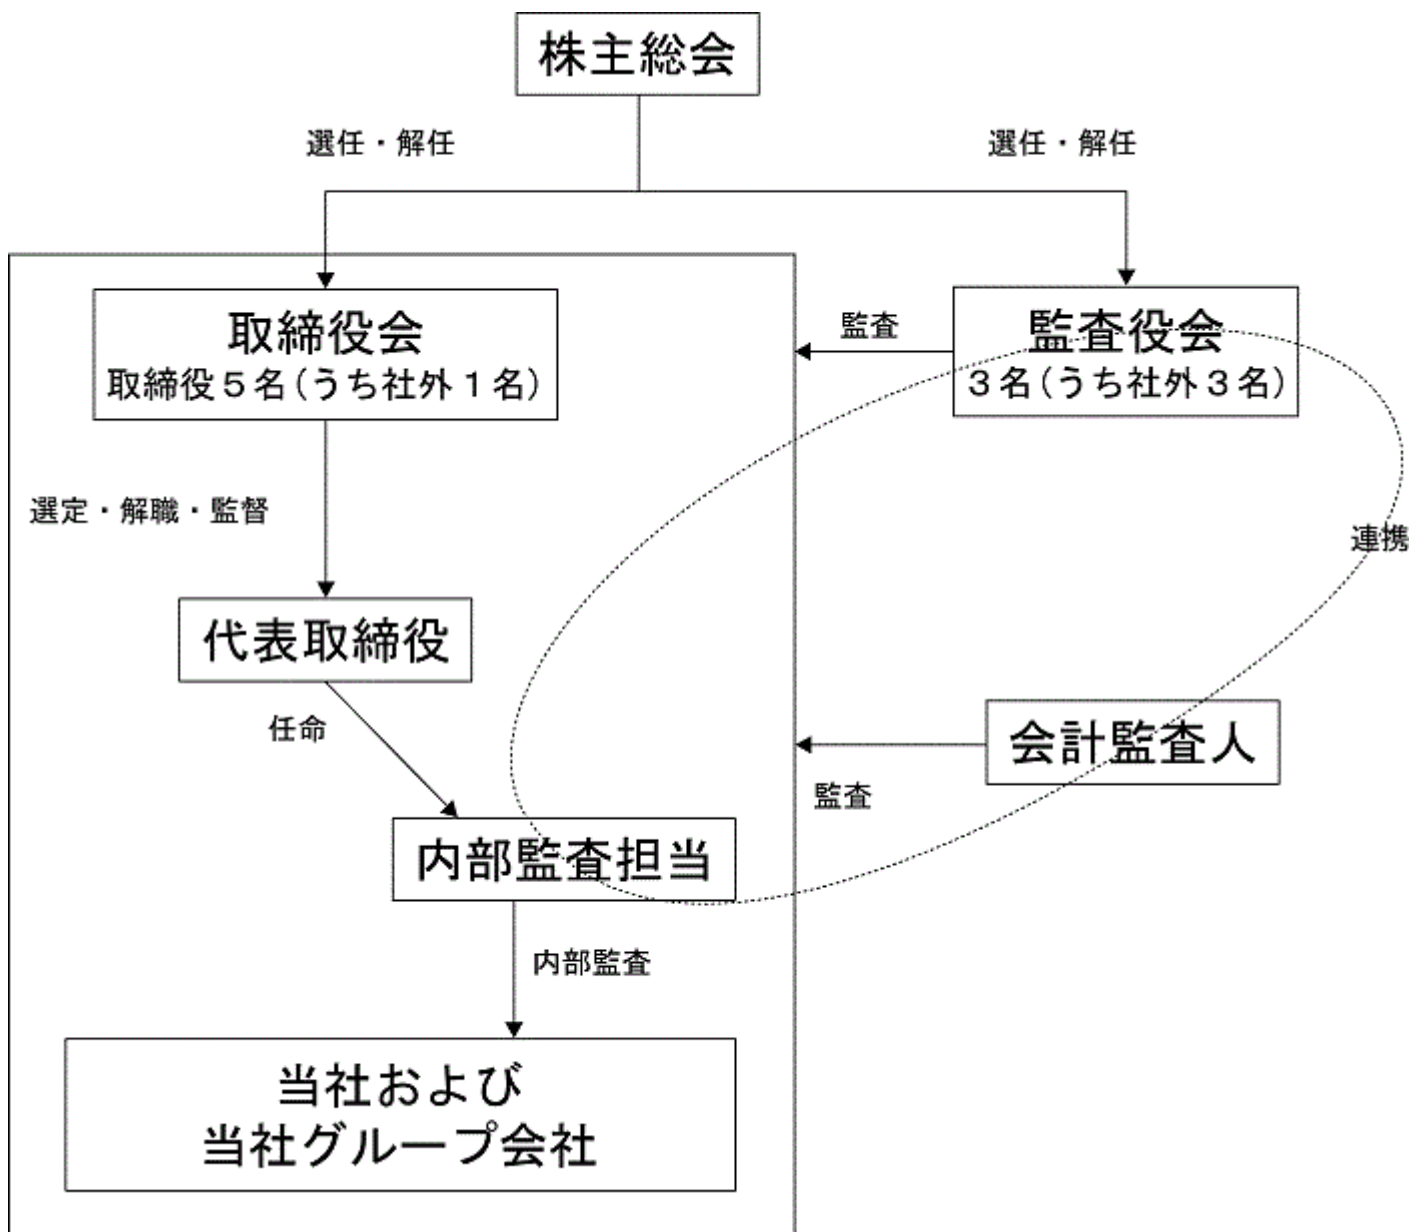 株主総会
選任・解任
選任・解任
取締役会
取締役５名(うち社外１名)
監査
監査役会
３名(うち社外３名)
選定・解職・監督
連携
代表取締役
任命
会計監査人
監査
内部監査担当
内部監査
当社および
当社グループ会社